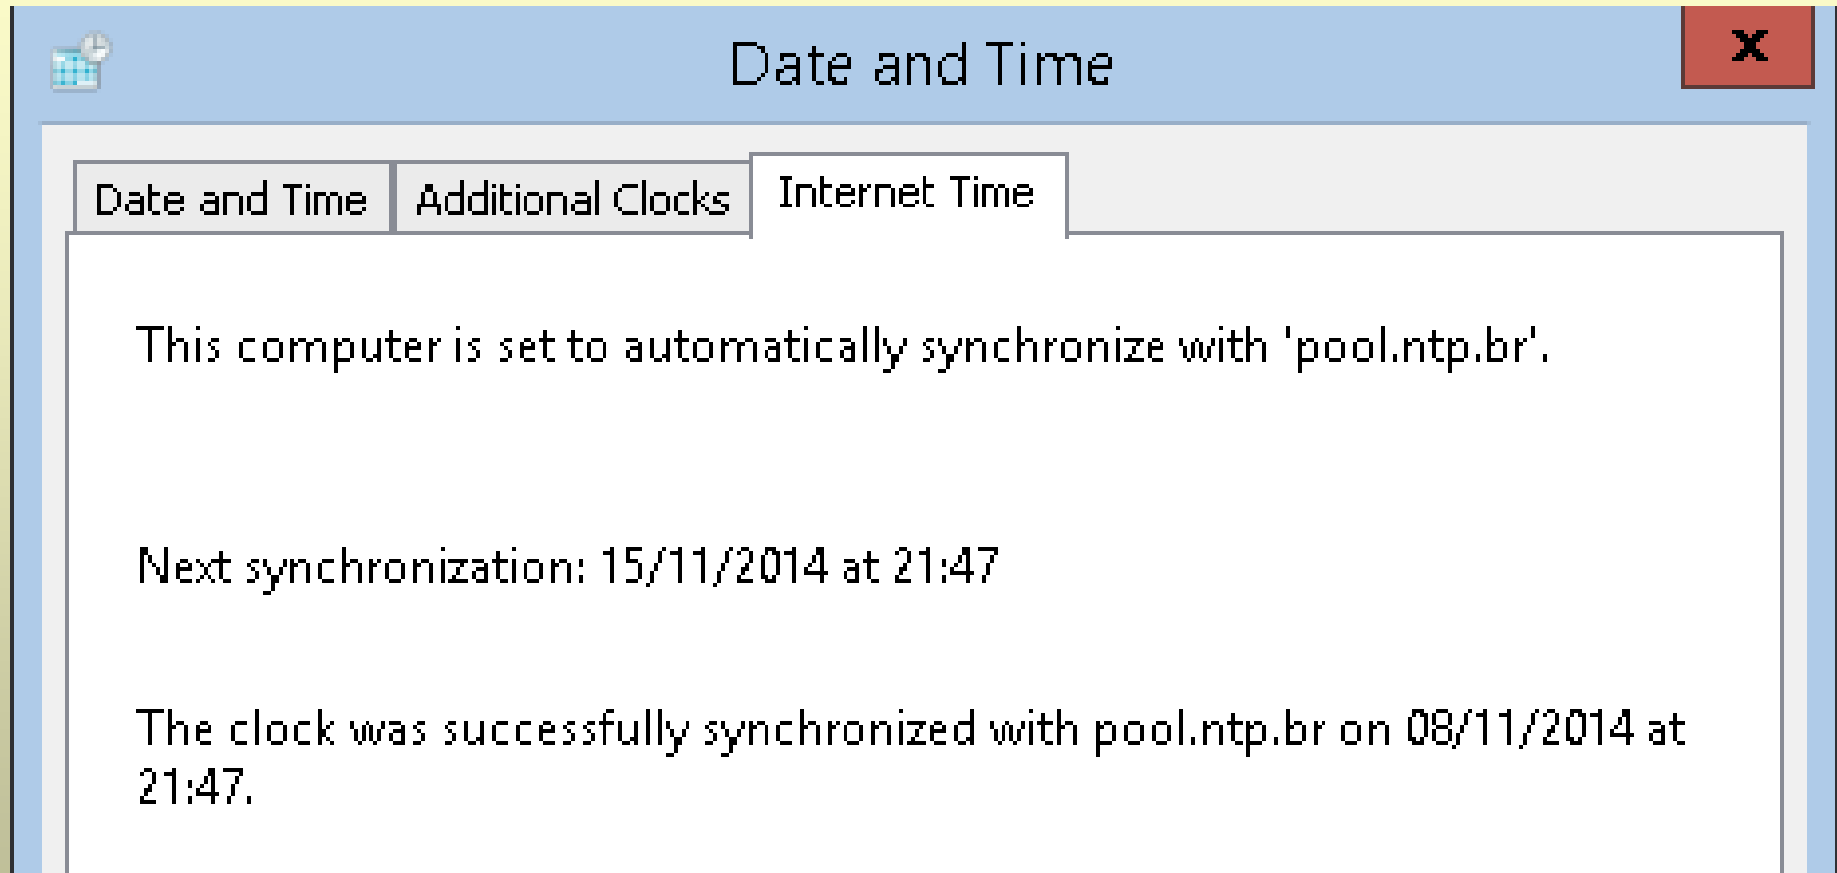 Date and Time
x
Date and Time Additional Clocks Internet Time
This computer is set to automatically synchronize with 'pool.ntp.br'.
Next synchronization: 15/11/2014 at 21:47
The clock was successfully synchronized with pool.ntp.br on 08/11/2014 at
21:47.